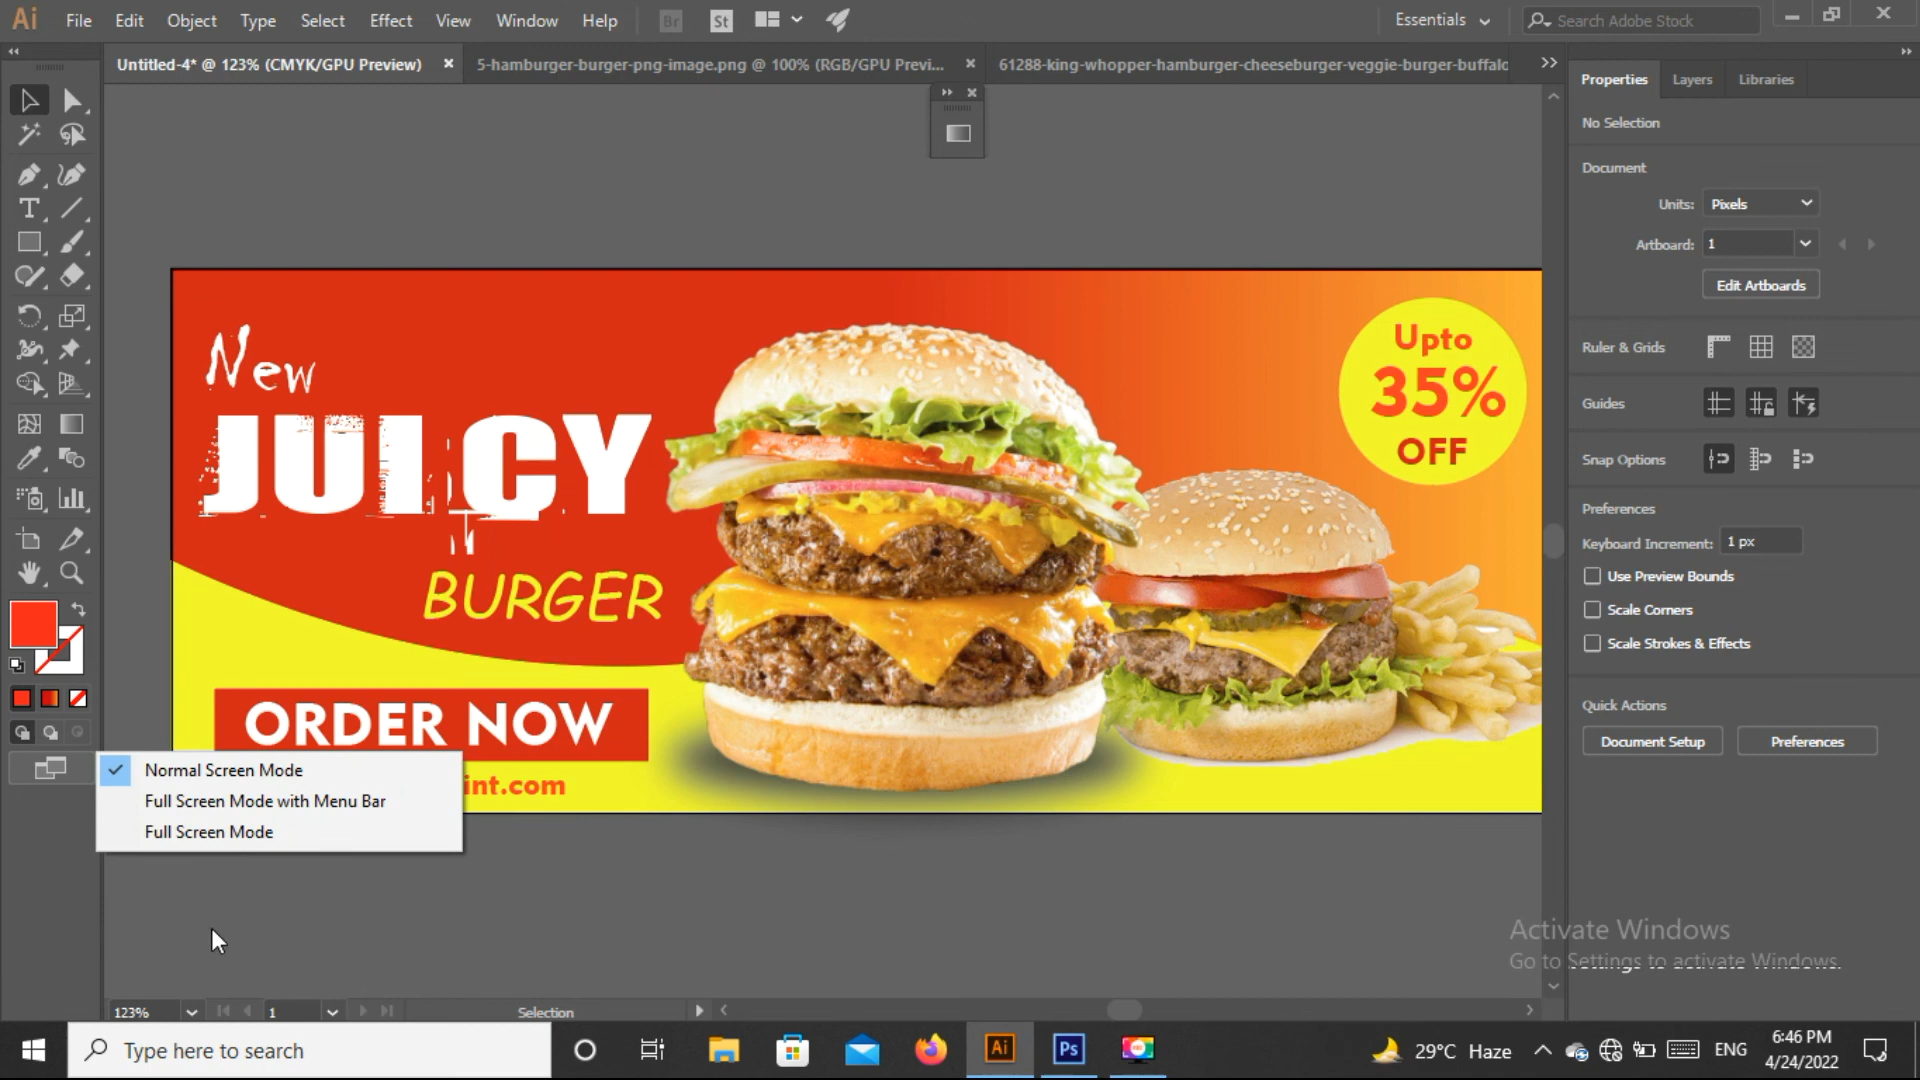 Ai File Edit Object Type Select Effect View Window Help Br St Essentials Search Adobe Stock
Untitled-4* @ 123% (CMYK/GPU Preview) 5-hamburger-burger-png-image.png @ 100% (RGB/GPU Previ... 61288-king-whopper-hamburger-cheeseburger-veggie-burger-buffalo
Properties Layers Libraries
No Selection
Document
Units: Pixels
Artboard: 1
Edit Artboards
Ruler & Grids
Guides
Snap Options
Preferences
Keyboard Increment: 1 px
Use Preview Bounds
Scale Corners
Scale Strokes & Effects
Quick Actions
Document Setup Preferences
New
JUICY
BURGER
Upto
35%
OFF
ORDER NOW
int.com
Normal Screen Mode
Full Screen Mode with Menu Bar
Full Screen Mode
Activate Windows
Go to Settings to activate Windows.
123% 1 Selection
Type here to search
Ai Ps
29°C Haze ENG
6:46 PM
4/24/2022